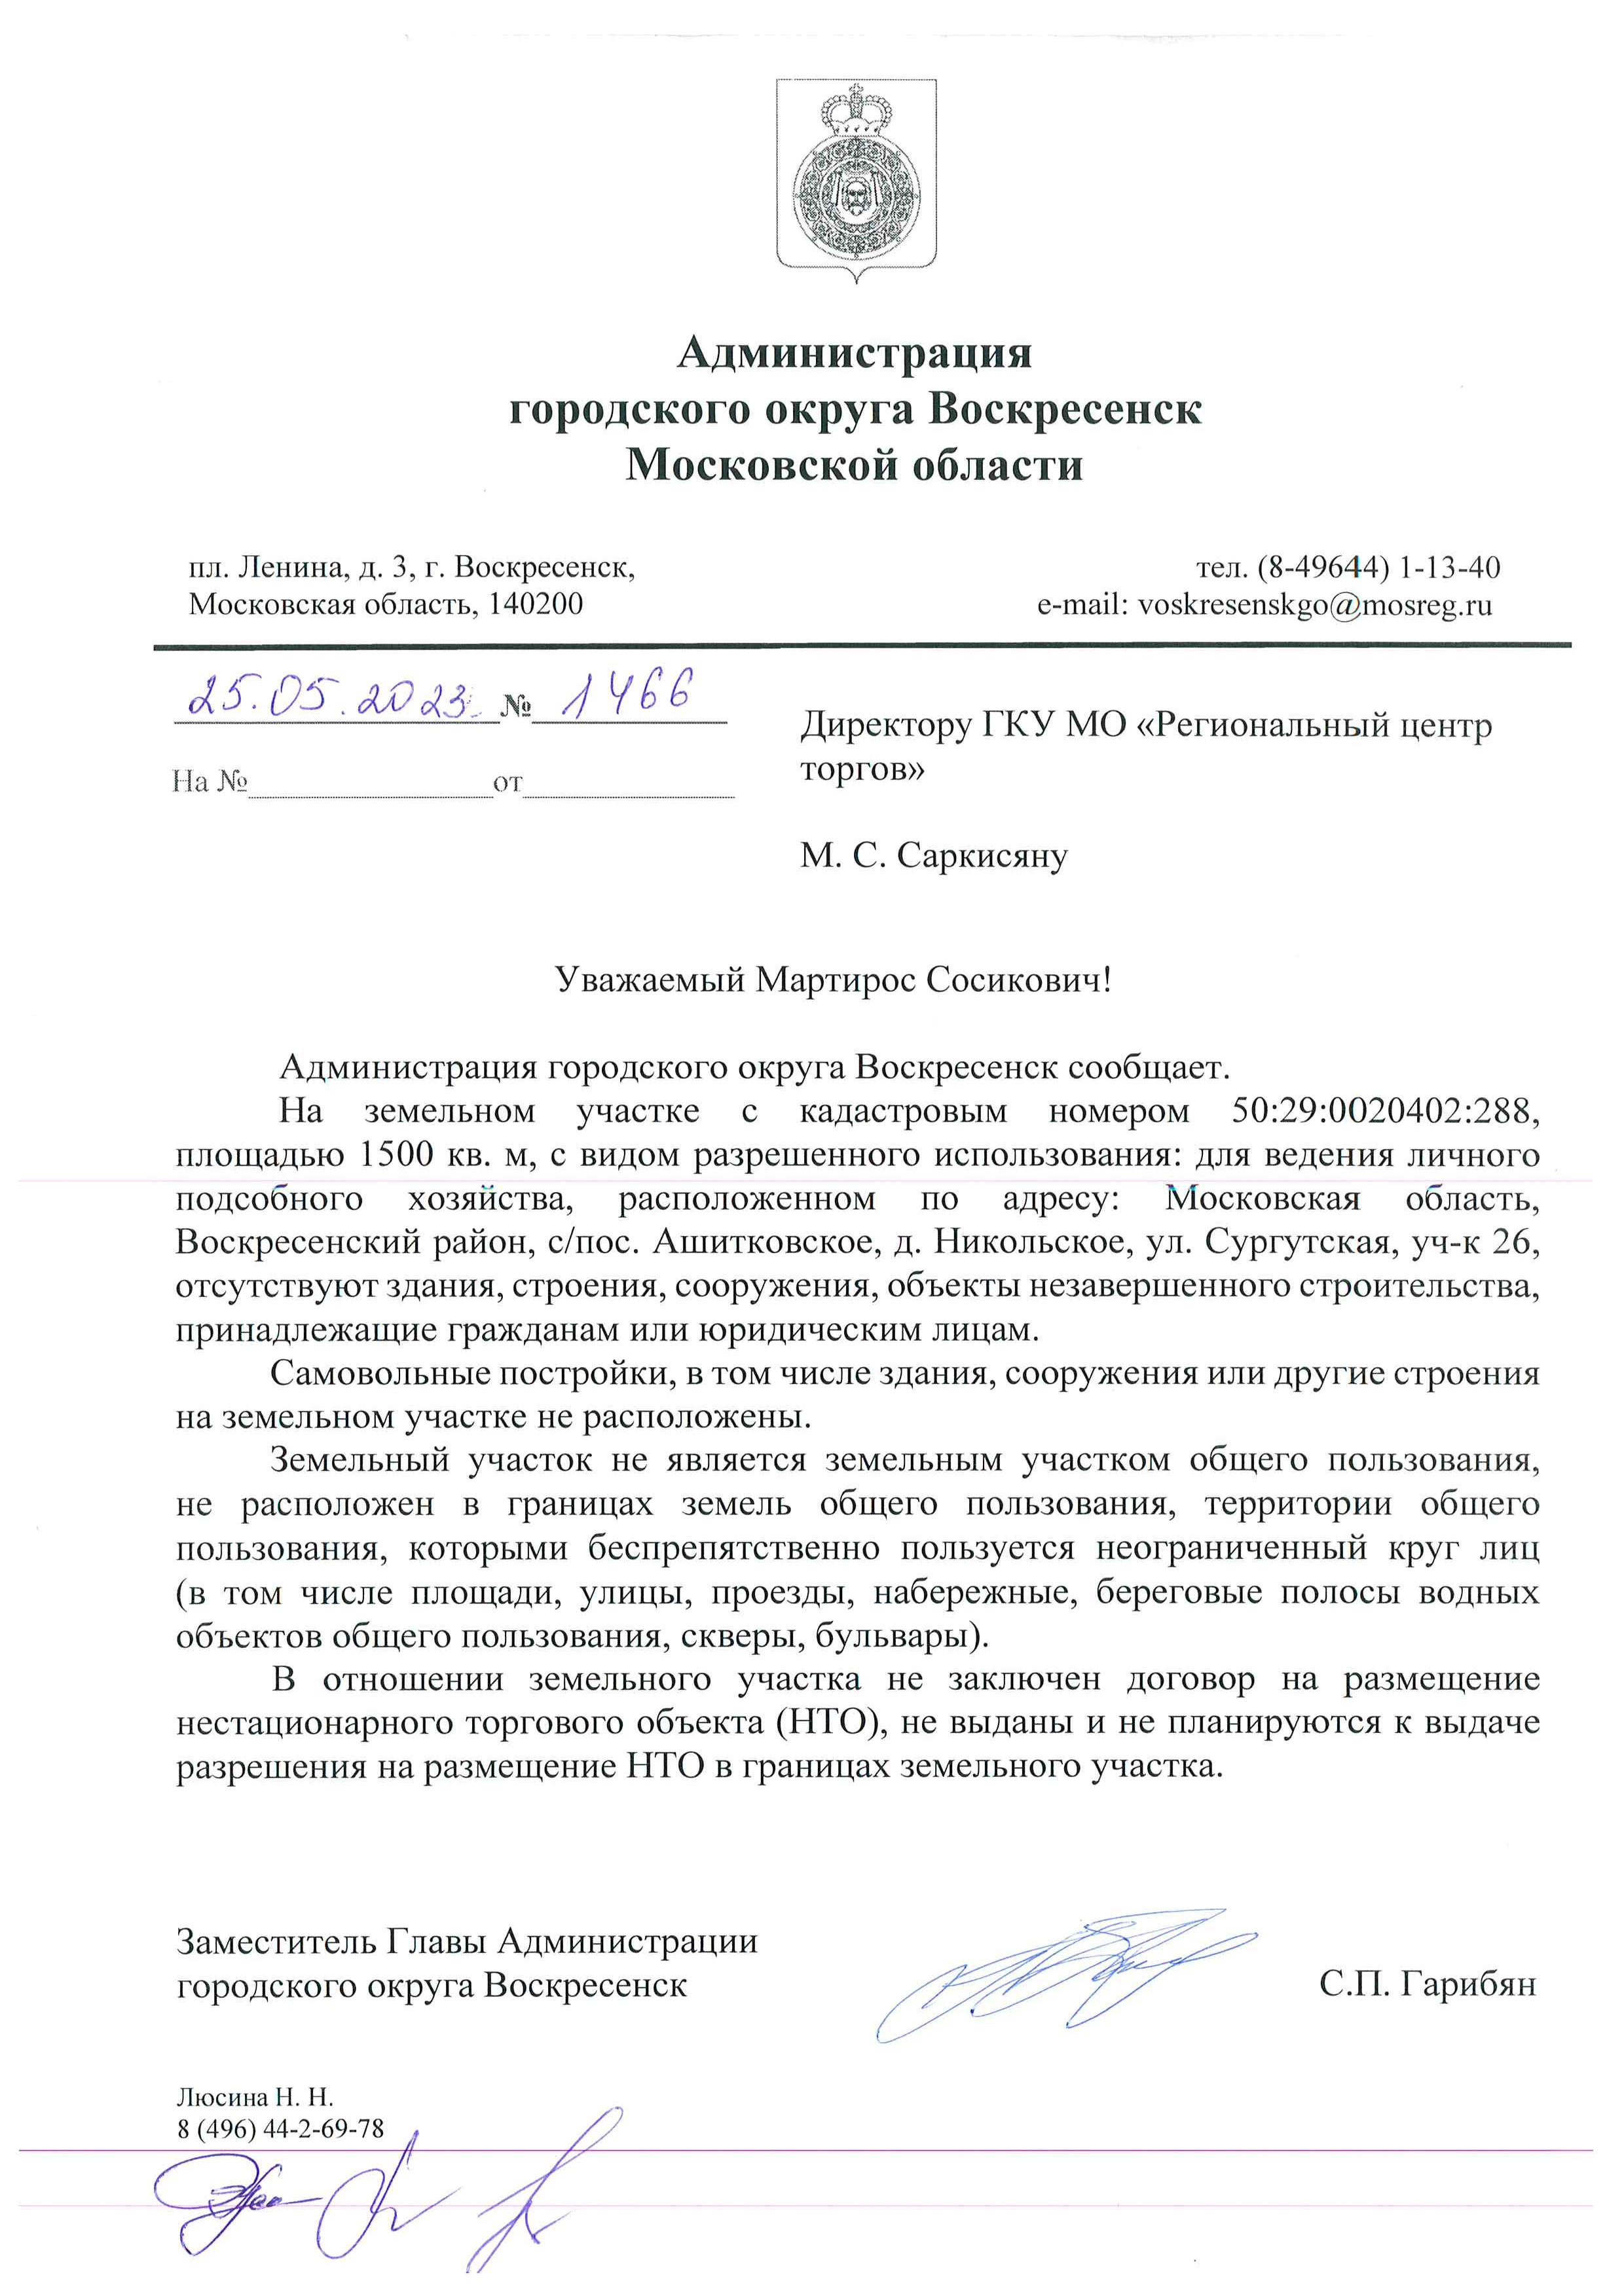 Администрация
городского округа Воскресенск
Московской области
пл. Ленина, д. 3, г. Воскресенск,
Московская область, 140200
тел. (8-49644) 1-13-40
e-mail: voskresenskgo@mosreg.ru
25.05.2023 № 1466
На № от
Директору ГКУ МО «Региональный центр
торгов»
М. С. Саркисяну
Уважаемый Мартирос Сосикович!
Администрация городского округа Воскресенск сообщает.
На земельном участке с кадастровым номером 50:29:0020402:288,
площадью 1500 кв. м, с видом разрешенного использования: для ведения личного
подсобного хозяйства, расположенном по адресу: Московская область,
Воскресенский район, с/пос. Ашитковское, д. Никольское, ул. Сургутская, уч-к 26,
отсутствуют здания, строения, сооружения, объекты незавершенного строительства,
принадлежащие гражданам или юридическим лицам.
Самовольные постройки, в том числе здания, сооружения или другие строения
на земельном участке не расположены.
Земельный участок не является земельным участком общего пользования,
не расположен в границах земель общего пользования, территории общего
пользования, которыми беспрепятственно пользуется неограниченный круг лиц
(в том числе площади, улицы, проезды, набережные, береговые полосы водных
объектов общего пользования, скверы, бульвары).
В отношении земельного участка не заключен договор на размещение
нестационарного торгового объекта (НТО), не выданы и не планируются к выдаче
разрешения на размещение НТО в границах земельного участка.
Заместитель Главы Администрации
городского округа Воскресенск
С.П. Гарибян
Люсина Н. Н.
8 (496) 44-2-69-78